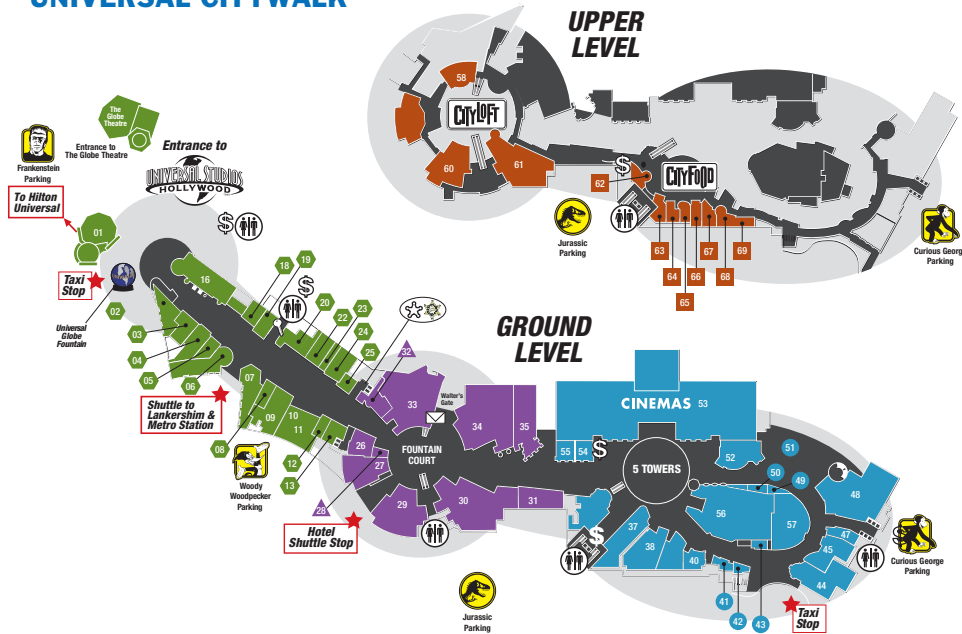 UNIVERSAL CITYWALK
UPPER
LEVEL
58
CITYLOFT
60
61
62
$
CITYFOOD
63
64
65
66
67
68
69
Jurassic
Parking
Curious Georg
Parking
The
Globe
Theatre
Entrance to
The Globe Theatre
Frankenstein
Parking
Entrance to
UNIVERSAL STUDIOS
HOLLYWOOD
$
To Hilton
Universal
01
Taxi
Stop
02
Universal
Globe
Fountain
03
04
05
06
16
18
19
$
20
22
23
24
25
Shuttle to
Lankershim &
Metro Station
07
08
09
10
11
12
13
Woody
Woodpecker
Parking
GROUND
LEVEL
32
33
Walter's
Gate
34
35
FOUNTAIN
COURT
26
27
28
29
30
31
Hotel
Shuttle Stop
Jurassic
Parking
CINEMAS
53
55
54
$
5 TOWERS
52
51
50
49
48
56
57
47
45
44
37
38
40
$
41
42
43
Taxi
Stop
Curious George
Parking